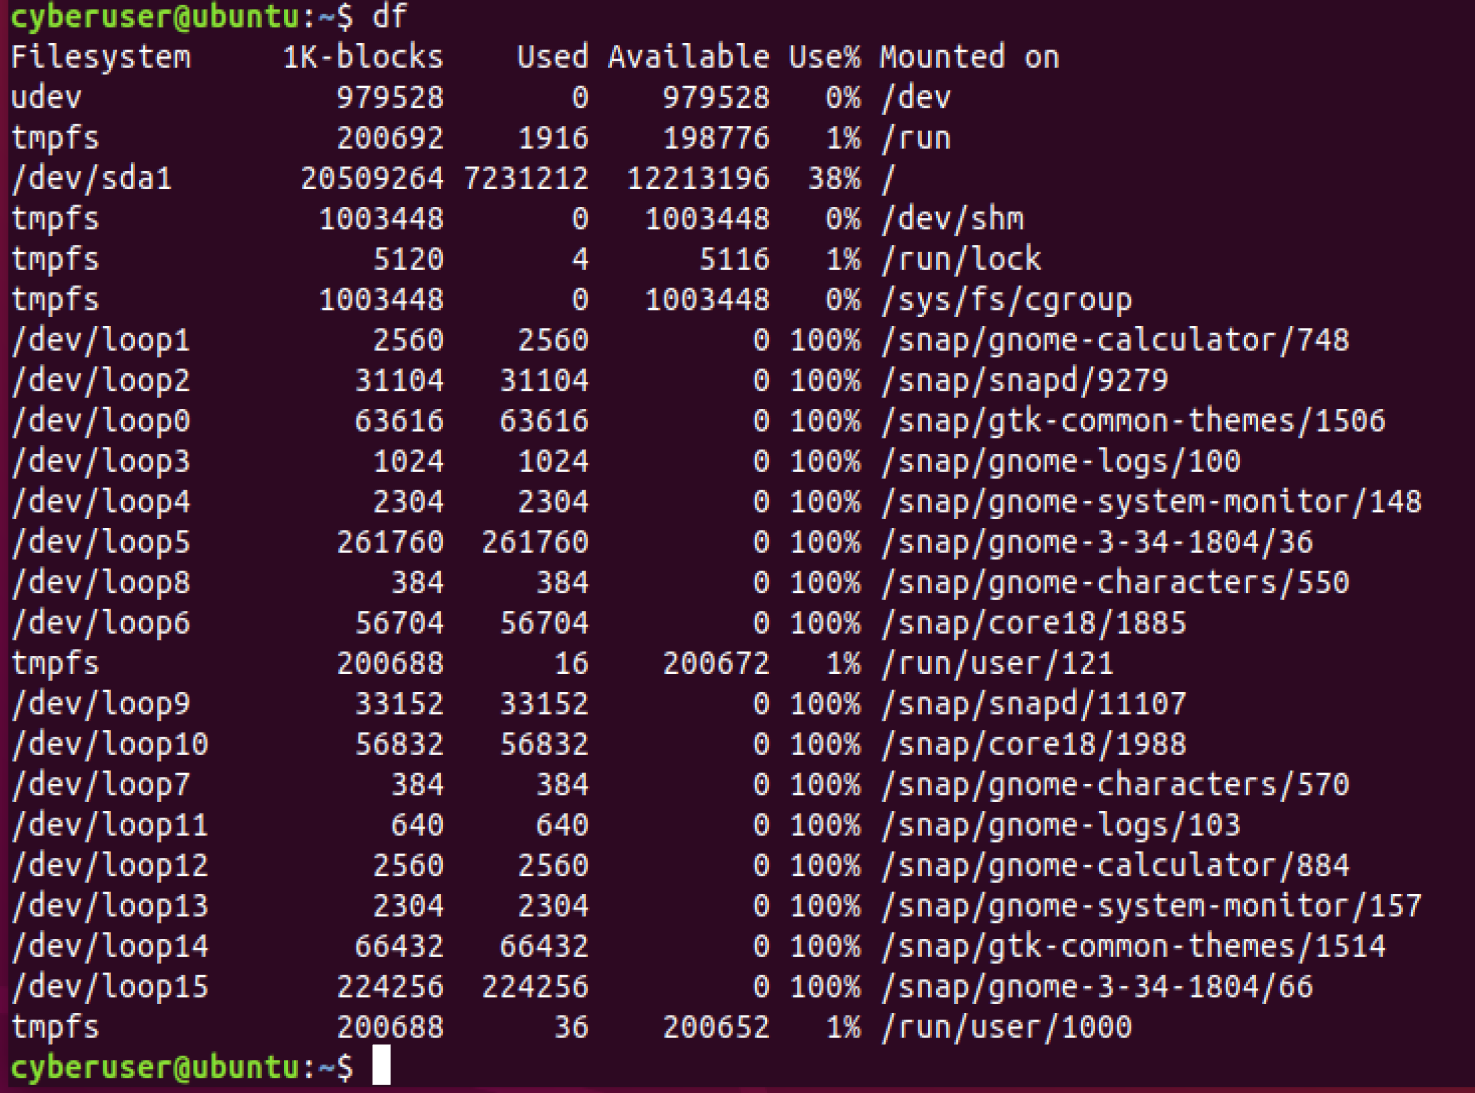 cyberuser@ubuntu:~$ df
Filesystem     1K-blocks    Used Available Use% Mounted on
udev              979528       0    979528   0% /dev
tmpfs             200692    1916    198776   1% /run
/dev/sda1       20509264 7231212  12213196  38% /
tmpfs            1003448       0   1003448   0% /dev/shm
tmpfs               5120       4      5116   1% /run/lock
tmpfs            1003448       0   1003448   0% /sys/fs/cgroup
/dev/loop1          2560    2560         0 100% /snap/gnome-calculator/748
/dev/loop2         31104   31104         0 100% /snap/snapd/9279
/dev/loop0         63616   63616         0 100% /snap/gtk-common-themes/1506
/dev/loop3          1024    1024         0 100% /snap/gnome-logs/100
/dev/loop4          2304    2304         0 100% /snap/gnome-system-monitor/148
/dev/loop5        261760  261760         0 100% /snap/gnome-3-34-1804/36
/dev/loop8           384     384         0 100% /snap/gnome-characters/550
/dev/loop6         56704   56704         0 100% /snap/core18/1885
tmpfs             200688      16    200672   1% /run/user/121
/dev/loop9         33152   33152         0 100% /snap/snapd/11107
/dev/loop10        56832   56832         0 100% /snap/core18/1988
/dev/loop7           384     384         0 100% /snap/gnome-characters/570
/dev/loop11          640     640         0 100% /snap/gnome-logs/103
/dev/loop12         2560    2560         0 100% /snap/gnome-calculator/884
/dev/loop13         2304    2304         0 100% /snap/gnome-system-monitor/157
/dev/loop14        66432   66432         0 100% /snap/gtk-common-themes/1514
/dev/loop15       224256  224256         0 100% /snap/gnome-3-34-1804/66
tmpfs             200688      36    200652   1% /run/user/1000
cyberuser@ubuntu:~$